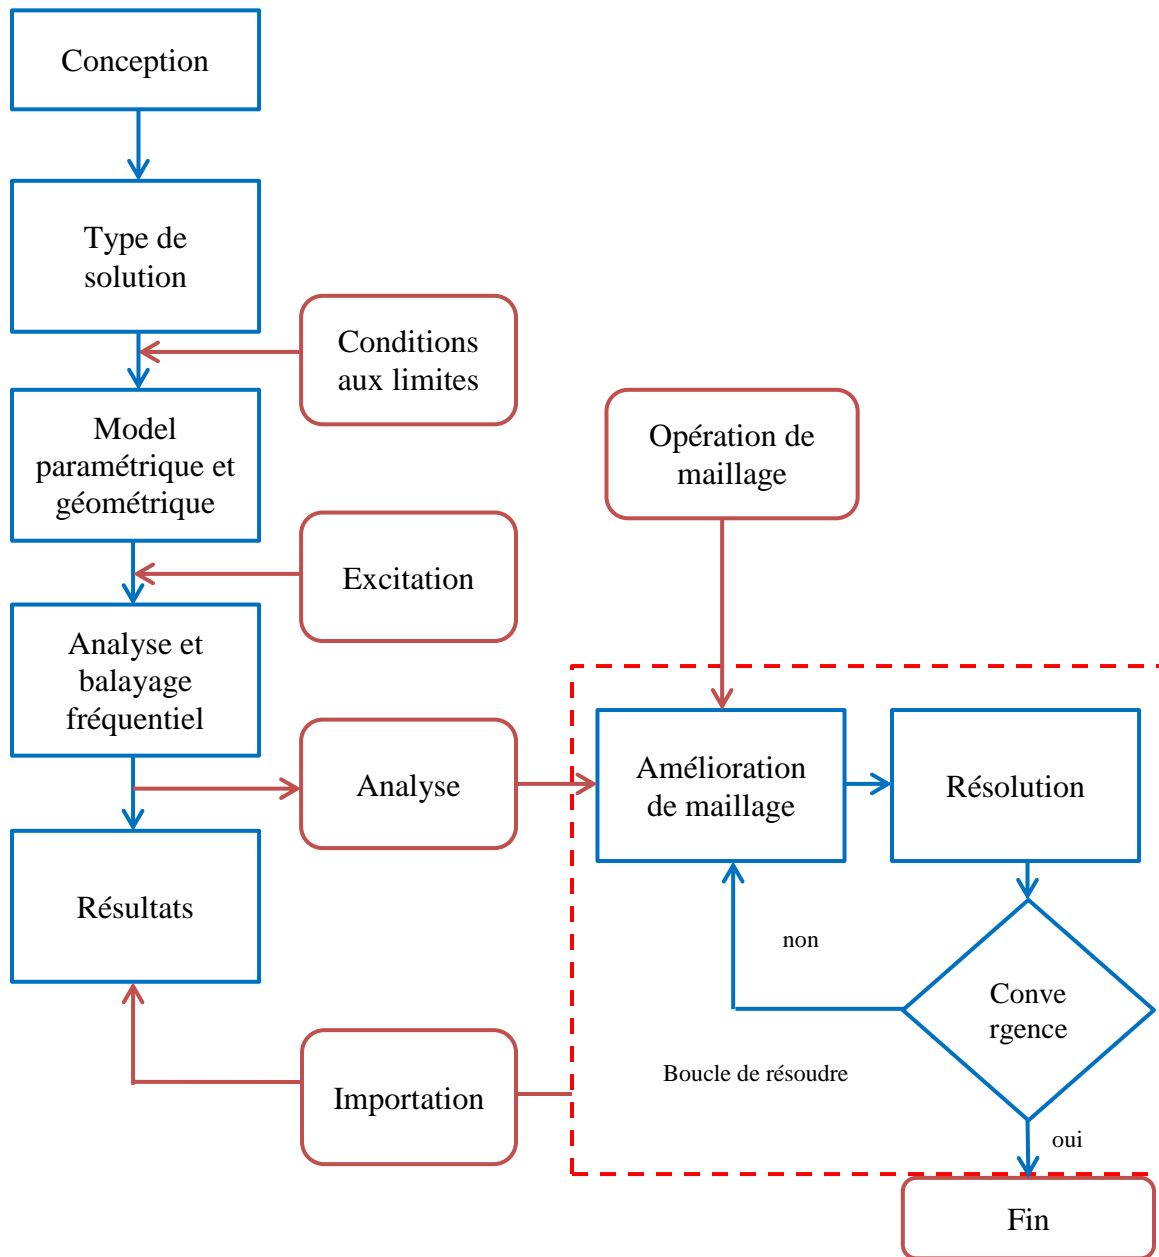 Conception
Type de
solution
Conditions
aux limites
Model
paramétrique et
géométrique
Opération de
maillage
Excitation
Analyse et
balayage
fréquentiel
Analyse
Amélioration
de maillage
Résolution
Résultats
non
Conve
rgence
Boucle de résoudre
Importation
oui
Fin